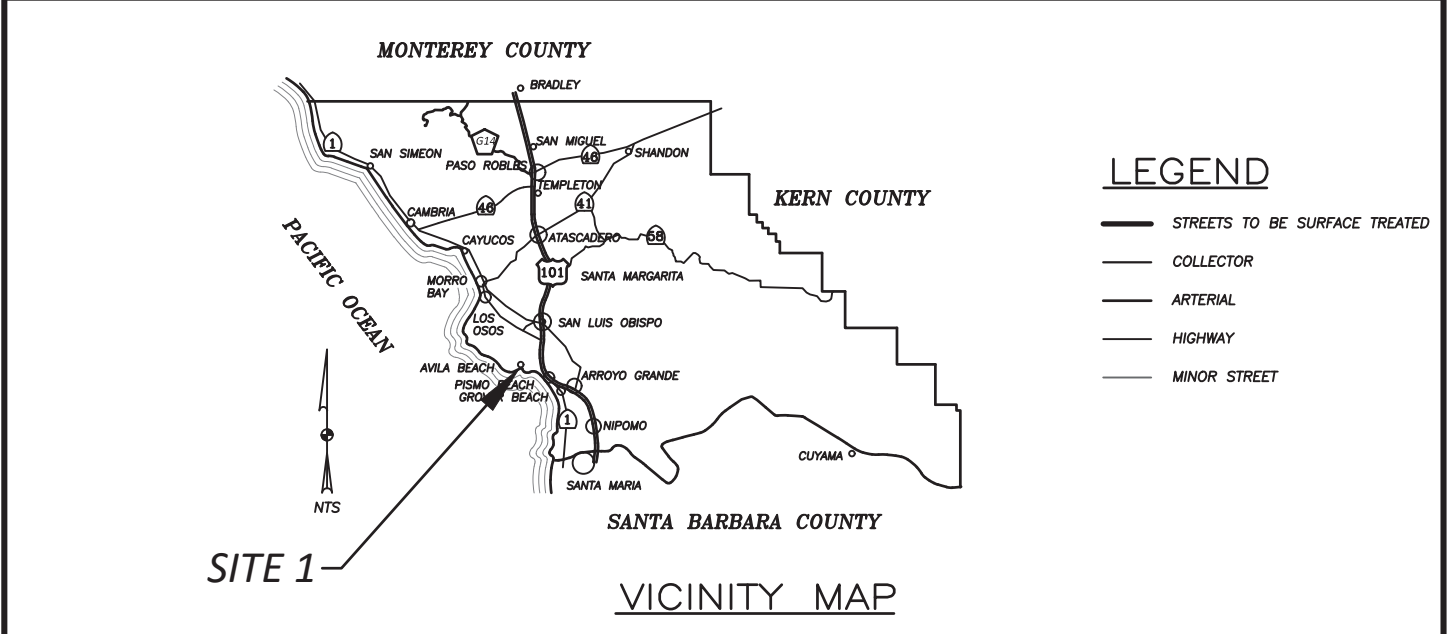 MONTEREY COUNTY
BRADLEY
1
G14
SAN MIGUEL
46
SHANDON
SAN SIMEON
PASO ROBLES
TEMPLETON
KERN COUNTY
46
41
CAMBRIA
PACIFIC OCEAN
CAYUCOS
ATASCADERO
58
101
SANTA MARGARITA
MORRO
BAY
LOS
OSOS
SAN LUIS OBISPO
AVILA BEACH
PISMO BEACH
GROVER BEACH
ARROYO GRANDE
1
NIPOMO
CUYAMA
SANTA MARIA
NTS
SANTA BARBARA COUNTY
SITE 1
VICINITY MAP
LEGEND
STREETS TO BE SURFACE TREATED
COLLECTOR
ARTERIAL
HIGHWAY
MINOR STREET